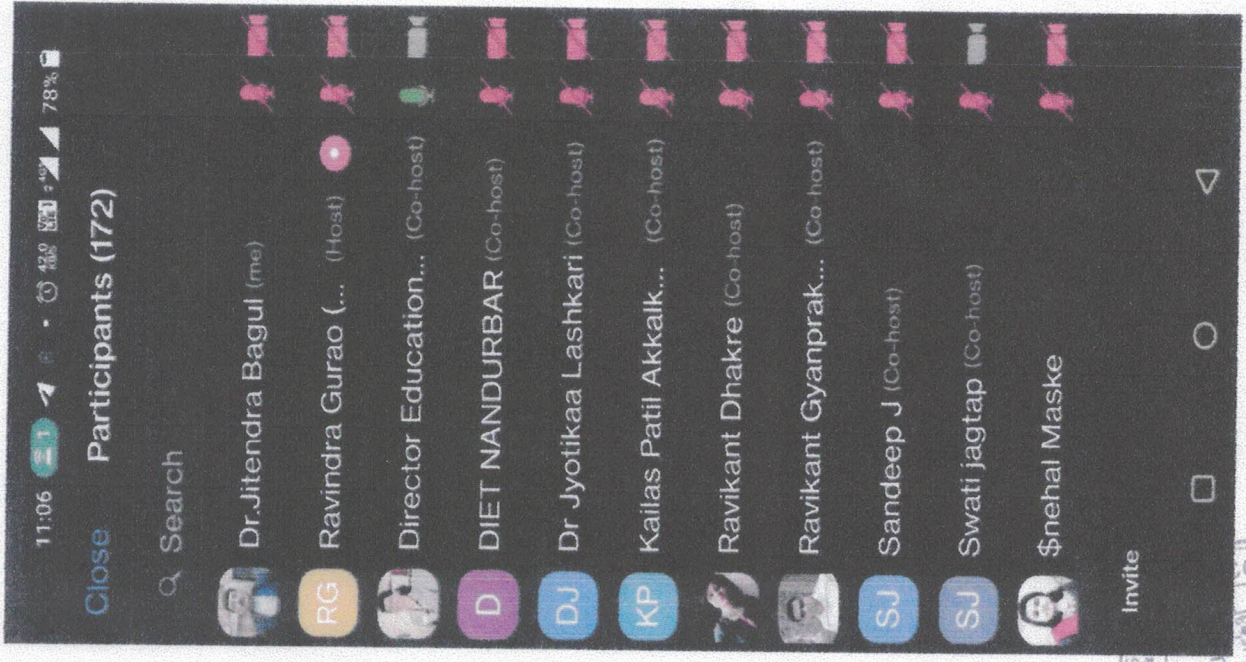 11:06 1 42.0 KB/S 4G 78%
Close Participants (172)
Search
Dr.Jitendra Bagul (me)
RG Ravindra Gurao (... (Host)
Director Education... (Co-host)
D DIET NANDURBAR (Co-host)
DJ Dr Jyotikaa Lashkari (Co-host)
KP Kailas Patil Akkalk... (Co-host)
Ravikant Dhakre (Co-host)
Ravikant Gyanprak... (Co-host)
SJ Sandeep J (Co-host)
SJ Swati jagtap (Co-host)
$nehal Maske
Invite